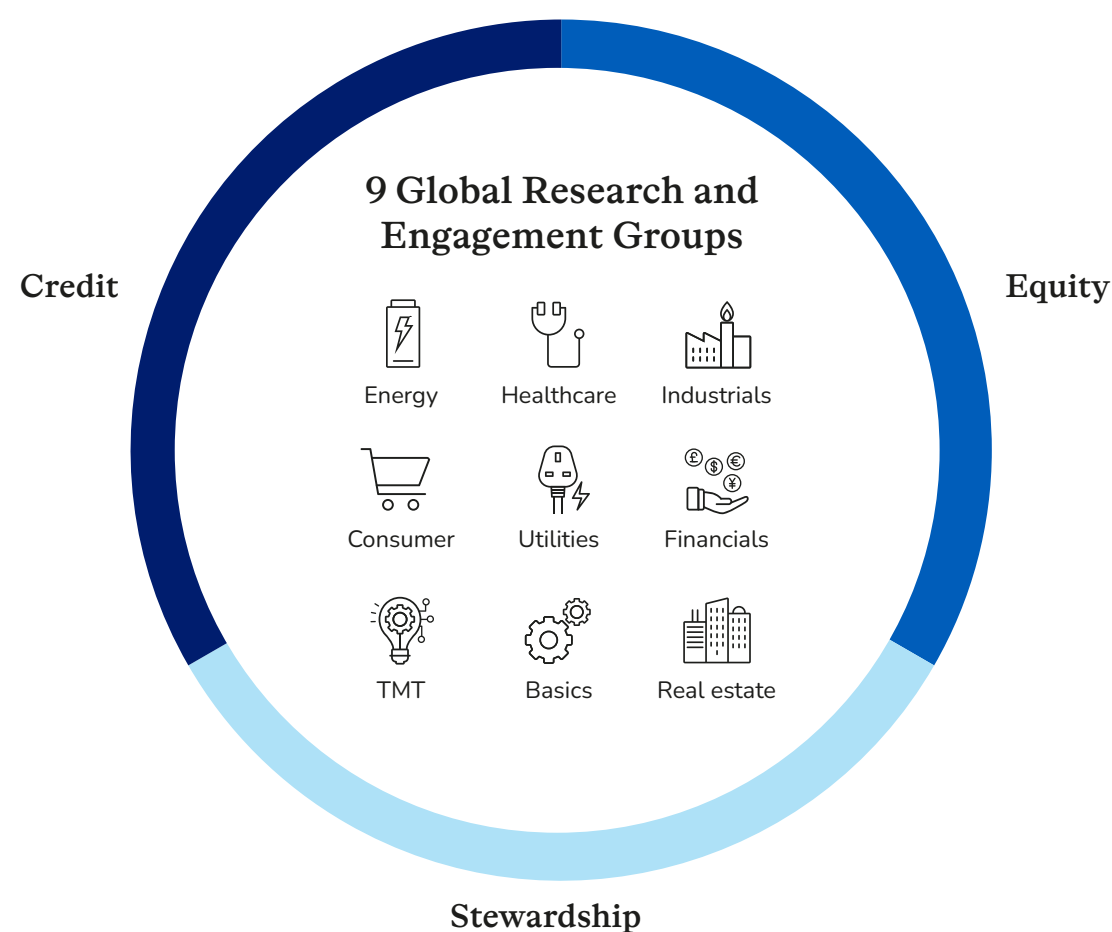 9 Global Research and
Engagement Groups
Credit
Equity
Energy
Healthcare
Industrials
£
$
€
¥
Consumer
Utilities
Financials
TMT
Basics
Real estate
Stewardship